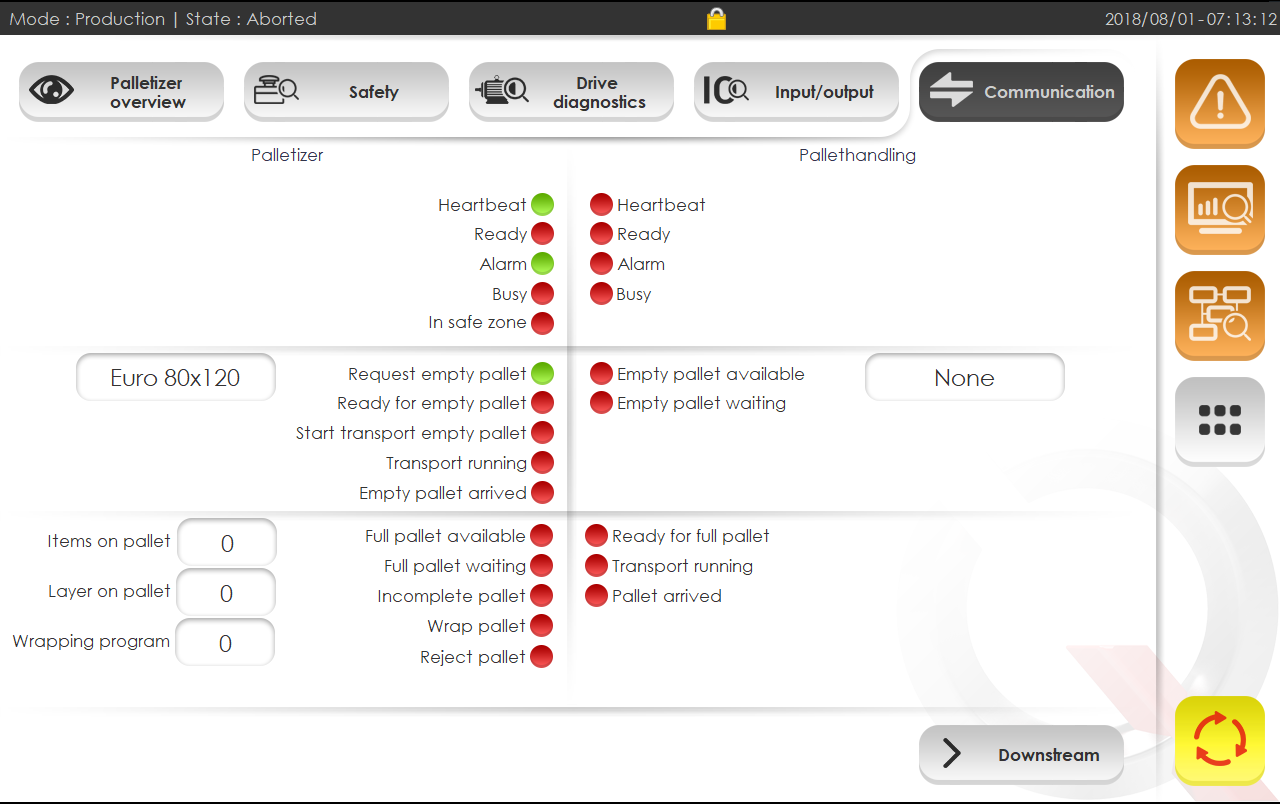 Mode : Production | State : Aborted
2018/08/01-07:13:12
Palletizer
overview
Safety
Drive
diagnostics
Input/output
Communication
Palletizer
Pallethandling
Heartbeat
Heartbeat
Ready
Ready
Alarm
Alarm
Busy
Busy
In safe zone
Euro 80x120
Request empty pallet
Empty pallet available
None
Ready for empty pallet
Empty pallet waiting
Start transport empty pallet
Transport running
Empty pallet arrived
Items on pallet
0
Full pallet available
Ready for full pallet
Full pallet waiting
Transport running
Layer on pallet
0
Incomplete pallet
Pallet arrived
Wrap pallet
Wrapping program
0
Reject pallet
Downstream